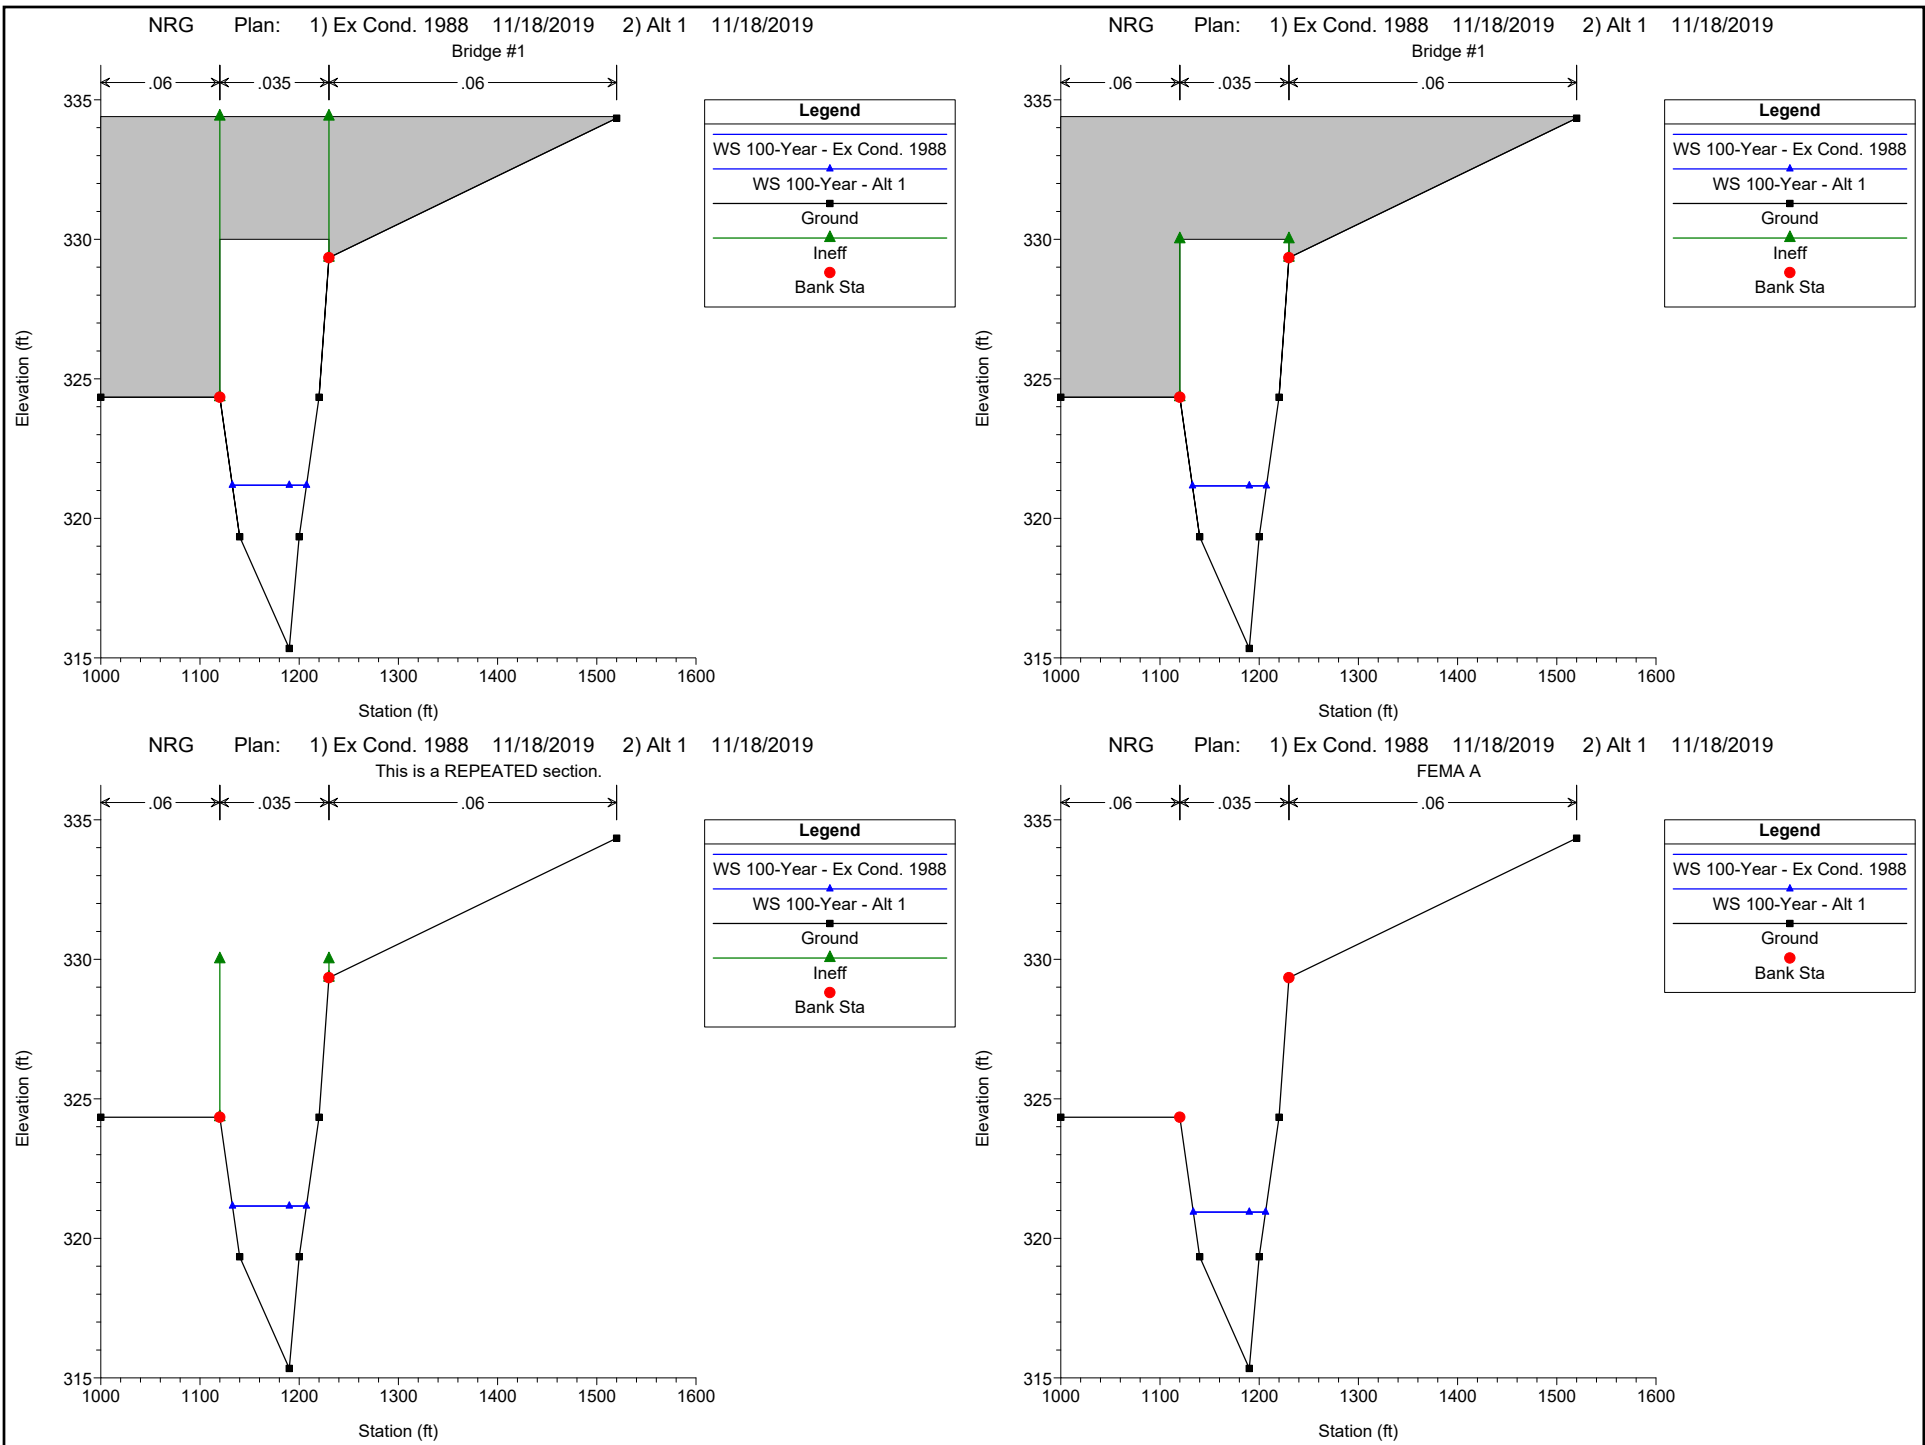 NRG Plan: 1) Ex Cond. 1988 11/18/2019 2) Alt 1 11/18/2019
Bridge #1
.06 .035 .06
335
330
325
320
315
1000 1100 1200 1300 1400 1500 1600
Station (ft)
Elevation (ft)
Legend
WS 100-Year - Ex Cond. 1988
WS 100-Year - Alt 1
Ground
Ineff
Bank Sta
NRG Plan: 1) Ex Cond. 1988 11/18/2019 2) Alt 1 11/18/2019
Bridge #1
.06 .035 .06
335
330
325
320
315
1000 1100 1200 1300 1400 1500 1600
Station (ft)
Elevation (ft)
Legend
WS 100-Year - Ex Cond. 1988
WS 100-Year - Alt 1
Ground
Ineff
Bank Sta
NRG Plan: 1) Ex Cond. 1988 11/18/2019 2) Alt 1 11/18/2019
This is a REPEATED section.
.06 .035 .06
335
330
325
320
315
1000 1100 1200 1300 1400 1500 1600
Station (ft)
Elevation (ft)
Legend
WS 100-Year - Ex Cond. 1988
WS 100-Year - Alt 1
Ground
Ineff
Bank Sta
NRG Plan: 1) Ex Cond. 1988 11/18/2019 2) Alt 1 11/18/2019
FEMA A
.06 .035 .06
335
330
325
320
315
1000 1100 1200 1300 1400 1500 1600
Station (ft)
Elevation (ft)
Legend
WS 100-Year - Ex Cond. 1988
WS 100-Year - Alt 1
Ground
Bank Sta